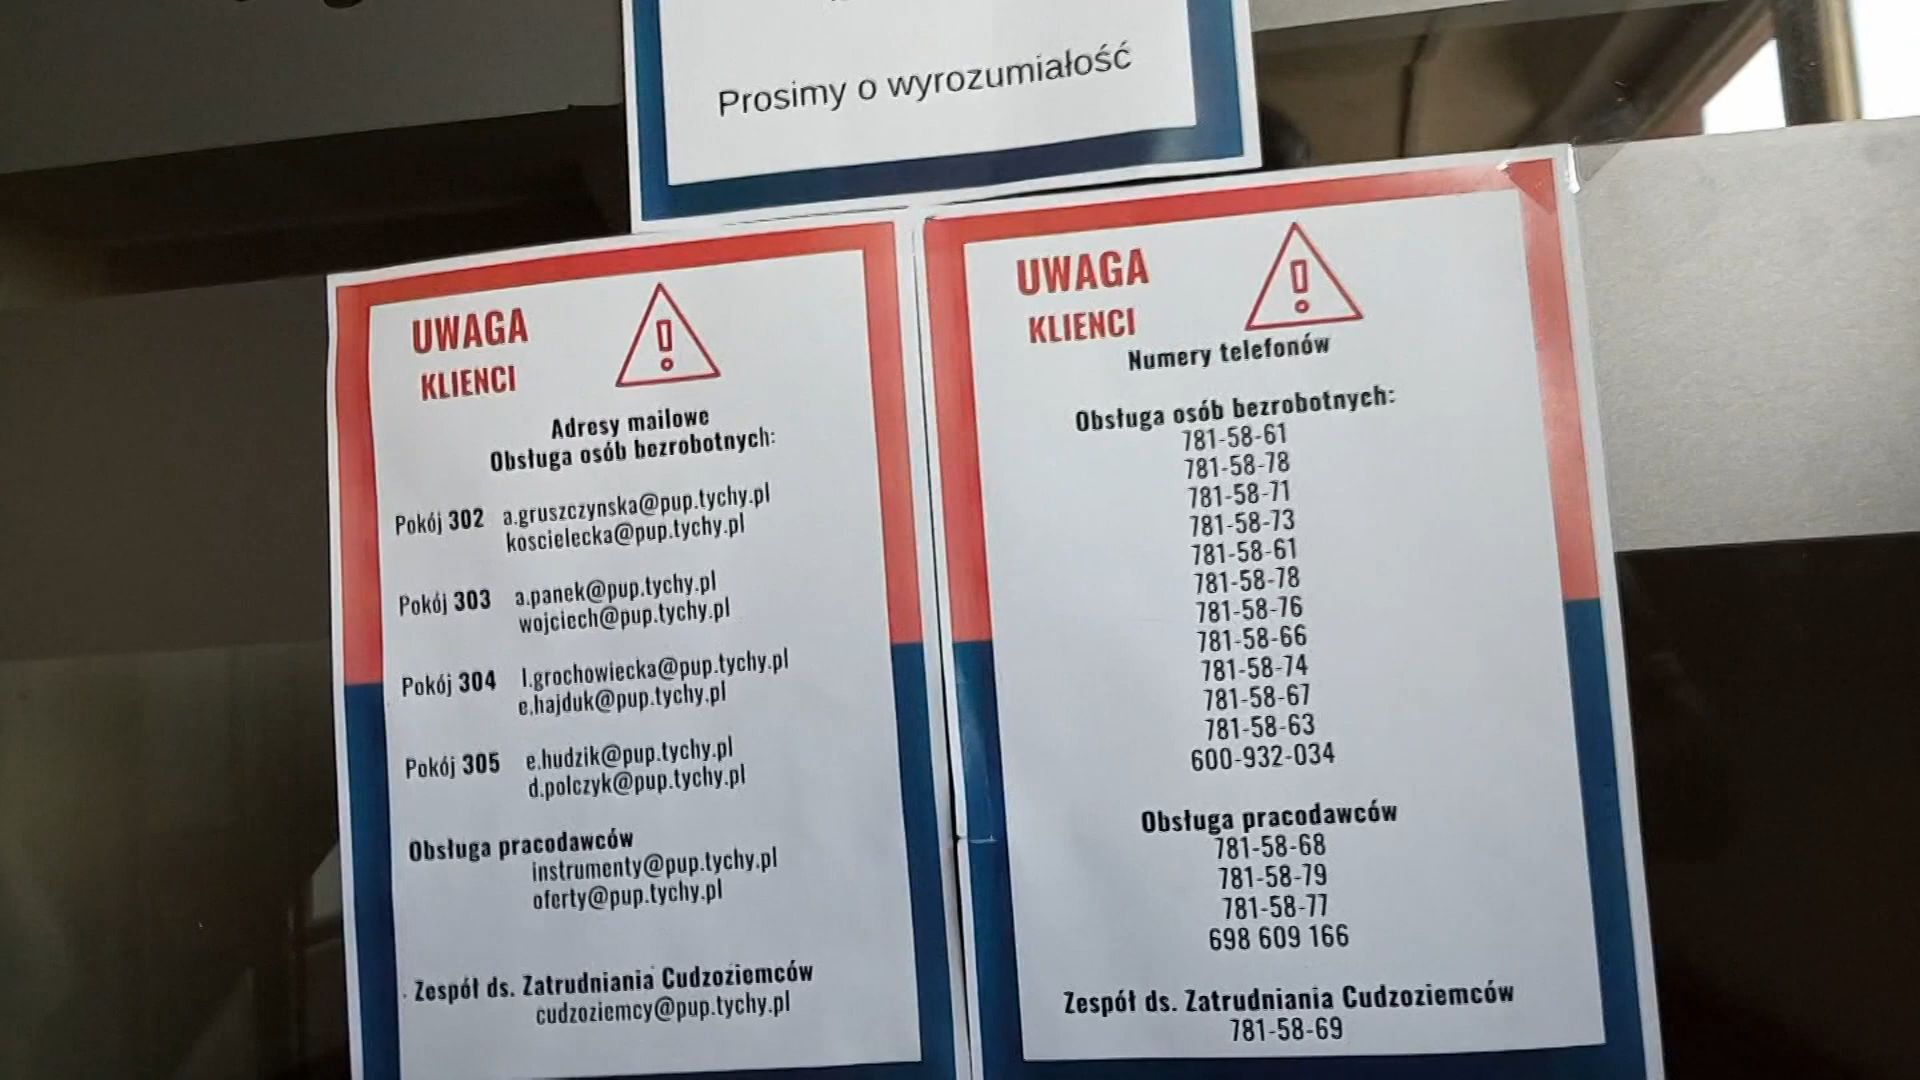 Prosimy o wyrozumiałość
UWAGA
KLIENCI
Adresy mailowe
Obsługa osób bezrobotnych:
Pokój 302 a.gruszczynska@pup.tychy.pl
koscielecka@pup.tychy.pl
Pokój 303 a.panek@pup.tychy.pl
wojciech@pup.tychy.pl
Pokój 304 l.grochowiecka@pup.tychy.pl
e.hajduk@pup.tychy.pl
Pokój 305 e.hudzik@pup.tychy.pl
d.polczyk@pup.tychy.pl
Obsługa pracodawców
instrumenty@pup.tychy.pl
oferty@pup.tychy.pl
Zespół ds. Zatrudniania Cudzoziemców
cudzoziemcy@pup.tychy.pl
UWAGA
KLIENCI
Numery telefonów
Obsługa osób bezrobotnych:
781-58-61
781-58-78
781-58-71
781-58-73
781-58-61
781-58-78
781-58-76
781-58-66
781-58-74
781-58-67
781-58-63
600-932-034
Obsługa pracodawców
781-58-68
781-58-79
781-58-77
698 609 166
Zespół ds. Zatrudniania Cudzoziemców
781-58-69